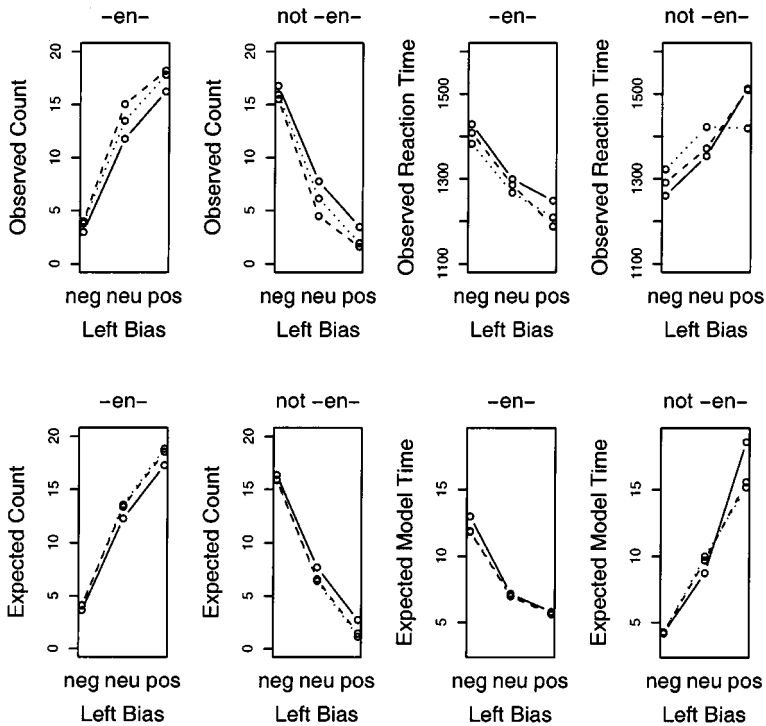 –en–
not –en–
–en–
not –en–
Observed Count
20
15
10
5
0
neg neu pos
Left Bias
Observed Count
20
15
10
5
0
neg neu pos
Left Bias
Observed Reaction Time
1500
1300
1100
neg neu pos
Left Bias
Observed Reaction Time
1500
1300
1100
neg neu pos
Left Bias
–en–
not –en–
–en–
not –en–
Expected Count
20
15
10
5
0
neg neu pos
Left Bias
Expected Count
20
15
10
5
0
neg neu pos
Left Bias
Expected Model Time
15
10
5
neg neu pos
Left Bias
Expected Model Time
15
10
5
neg neu pos
Left Bias